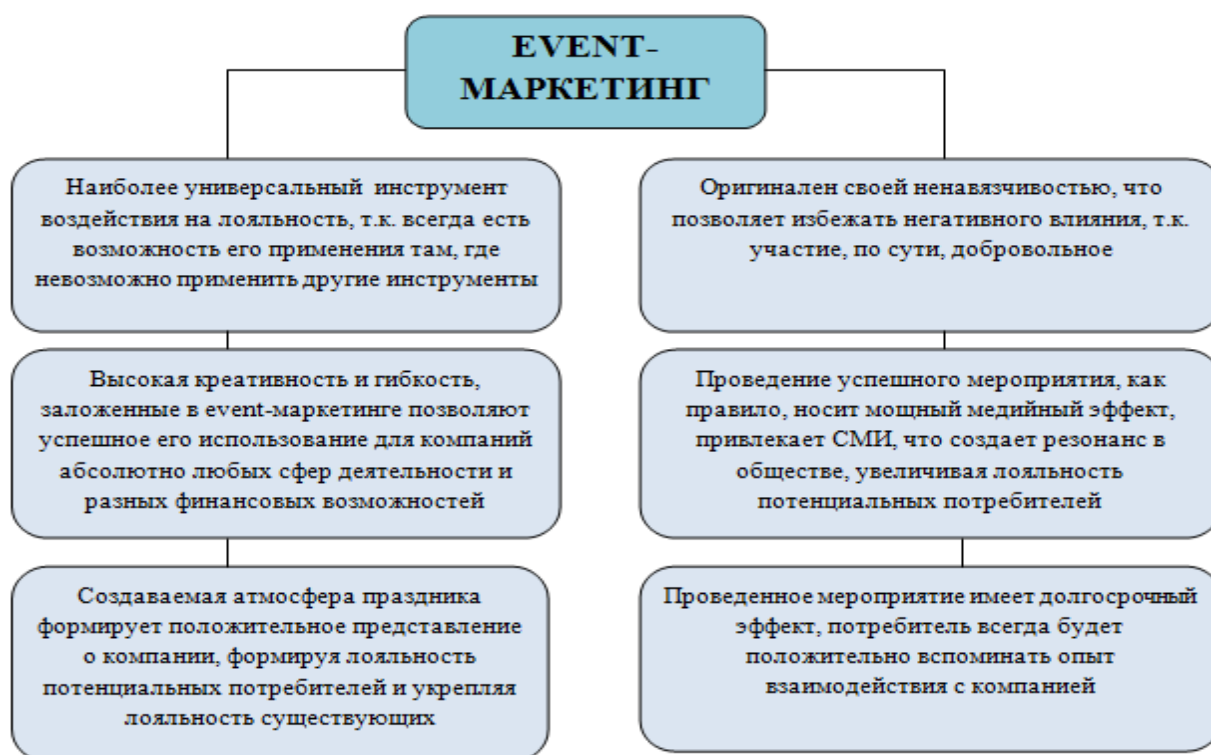 EVENT-
МАРКЕТИНГ
Наиболее универсальный инструмент
воздействия на лояльность, т.к. всегда есть
возможность его применения там, где
невозможно применить другие инструменты
Высокая креативность и гибкость,
заложенные в event-маркетинге позволяют
успешное его использование для компаний
абсолютно любых сфер деятельности и
разных финансовых возможностей
Создаваемая атмосфера праздника
формирует положительное представление
о компании, формируя лояльность
потенциальных потребителей и укрепляя
лояльность существующих
Оригинален своей ненавязчивостью, что
позволяет избежать негативного влияния, т.к.
участие, по сути, добровольное
Проведение успешного мероприятия, как
правило, носит мощный медийный эффект,
привлекает СМИ, что создает резонанс в
обществе, увеличивая лояльность
потенциальных потребителей
Проведенное мероприятие имеет долгосрочный
эффект, потребитель всегда будет
положительно вспоминать опыт
взаимодействия с компанией